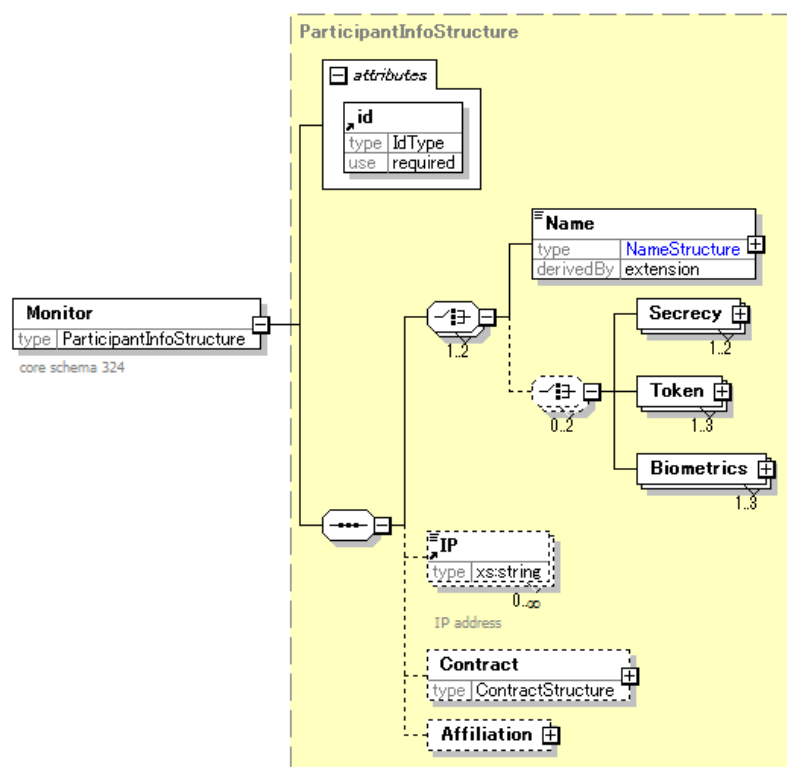 ParticipantInfoStructure
attributes
id
type IdType
use required
Name
type NameStructure
derivedBy extension
Monitor
type ParticipantInfoStructure
core schema 324
1..2
Secrecy
1..2
0..2
Token
1..3
Biometrics
1..3
IP
type xs:string
0..∞
IP address
Contract
type ContractStructure
Affiliation